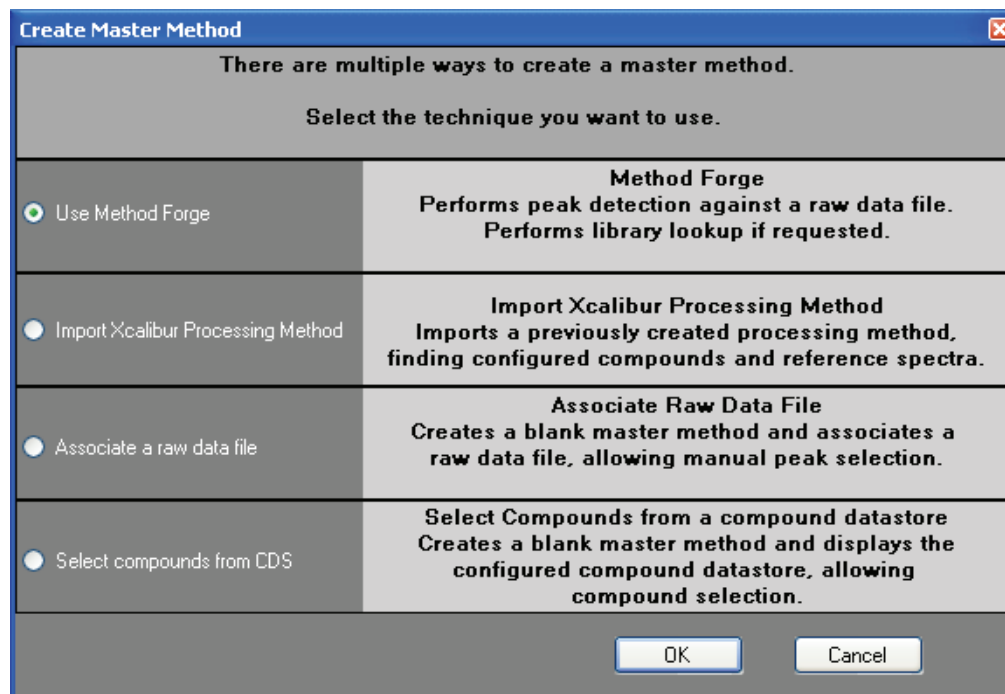 Create Master Method
There are multiple ways to create a master method.
Select the technique you want to use.
Use Method Forge
Method Forge
Performs peak detection against a raw data file.
Performs library lookup if requested.
Import Xcalibur Processing Method
Import Xcalibur Processing Method
Imports a previously created processing method,
finding configured compounds and reference spectra.
Associate a raw data file
Associate Raw Data File
Creates a blank master method and associates a
raw data file, allowing manual peak selection.
Select compounds from CDS
Select Compounds from a compound datastore
Creates a blank master method and displays the
configured compound datastore, allowing
compound selection.
OK
Cancel